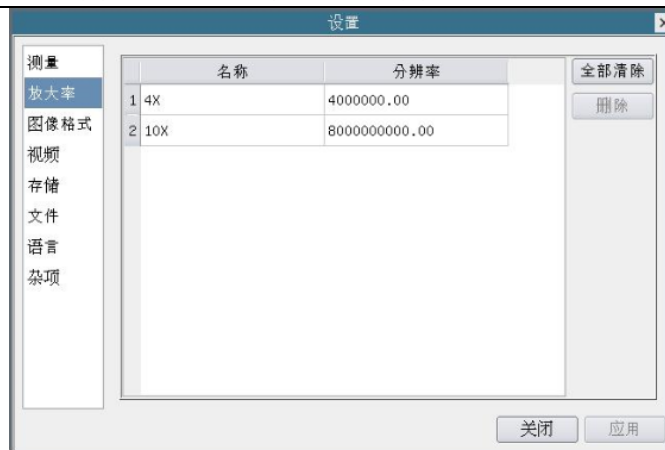 设置
测量
放大率
图像格式
视频
存储
文件
语言
杂项
名称 分辨率
1 4X 4000000.00
2 10X 8000000000.00
全部清除
删除
关闭 应用